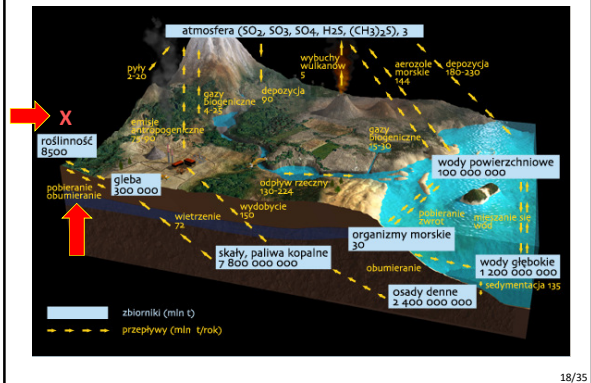 atmosfera (SO2, SO3, SO4, H2S, (CH3)2S), 3
pyły
2-20
wybuchy
wulkanów
5
aerozole
morskie
144
depozycja
180-230
gazy
biogeniczne
4-25
depozycja
90
X
emisje
antropogeniczne
75-90
gazy
biogeniczne
15-30
roślinność
8500
wody powierzchniowe
100 000 000
gleba
300 000
pobieranie
obumieranie
odpływ rzeczny
130-224
wydobycie
150
wietrzenie
72
pobieranie
zwrot
mieszanie się
wód
organizmy morskie
30
skały, paliwa kopalne
7 800 000 000
obumieranie
wody głębokie
1 200 000 000
osady denne
2 400 000 000
sedymentacja 135
zbiorniki (mln t)
przepływy (mln t/rok)
18/35